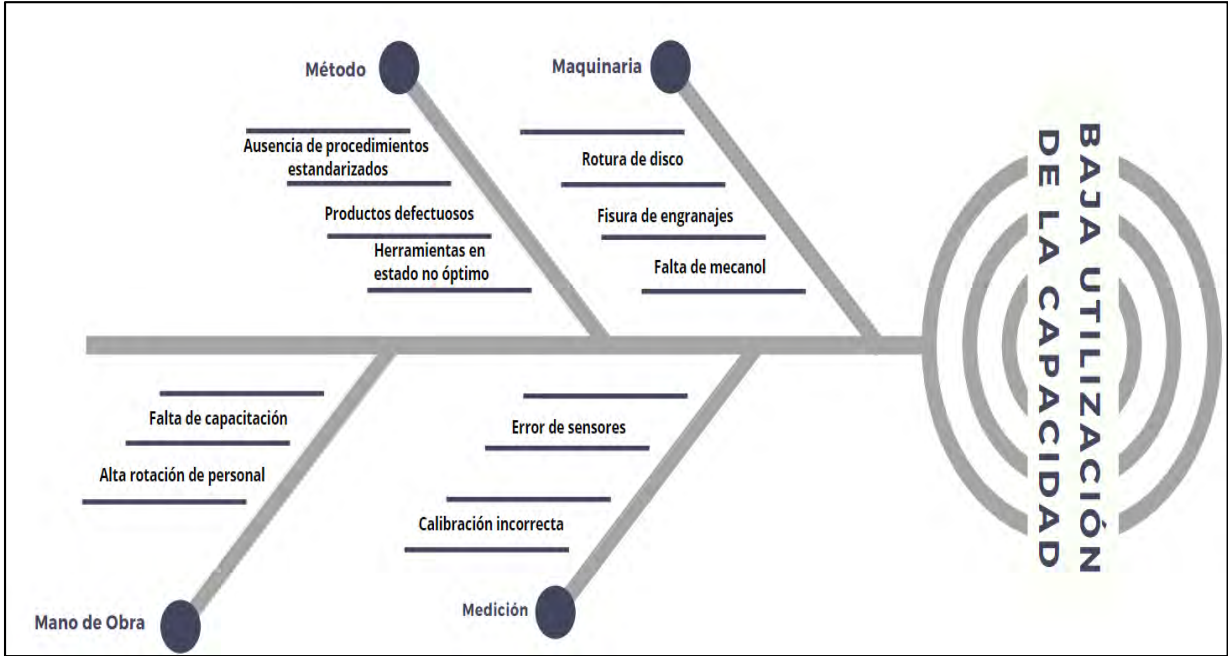 Método
Ausencia de procedimientos
estandarizados
Productos defectuosos
Herramientas en
estado no óptimo
Maquinaria
Rotura de disco
Fisura de engranajes
Falta de mecanol
Falta de capacitación
Alta rotación de personal
Mano de Obra
Error de sensores
Calibración incorrecta
Medición
BAJA UTILIZACIÓN
DE LA CAPACIDAD